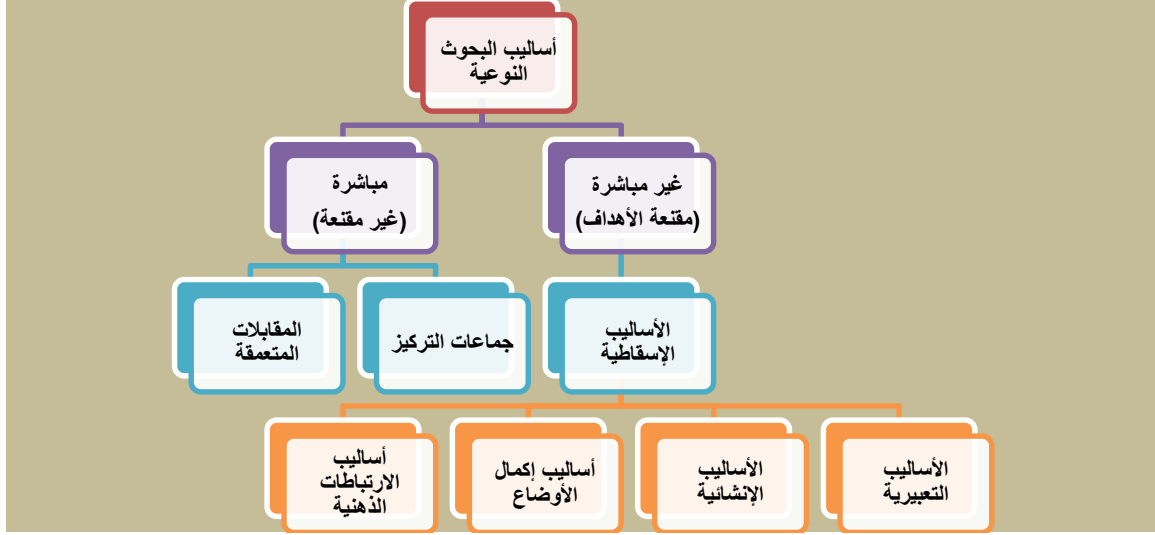 أساليب البحوث
النوعية
غير مباشرة
(مقنعة الأهداف)
مباشرة
(غير مقنعة)
الأساليب
الإسقاطية
جماعات التركيز
المقابلات
المتعمقة
الأساليب
التعبيرية
الأساليب
الإنشائية
أساليب إكمال
الأوضاع
أساليب
الارتباطات
الذهنية